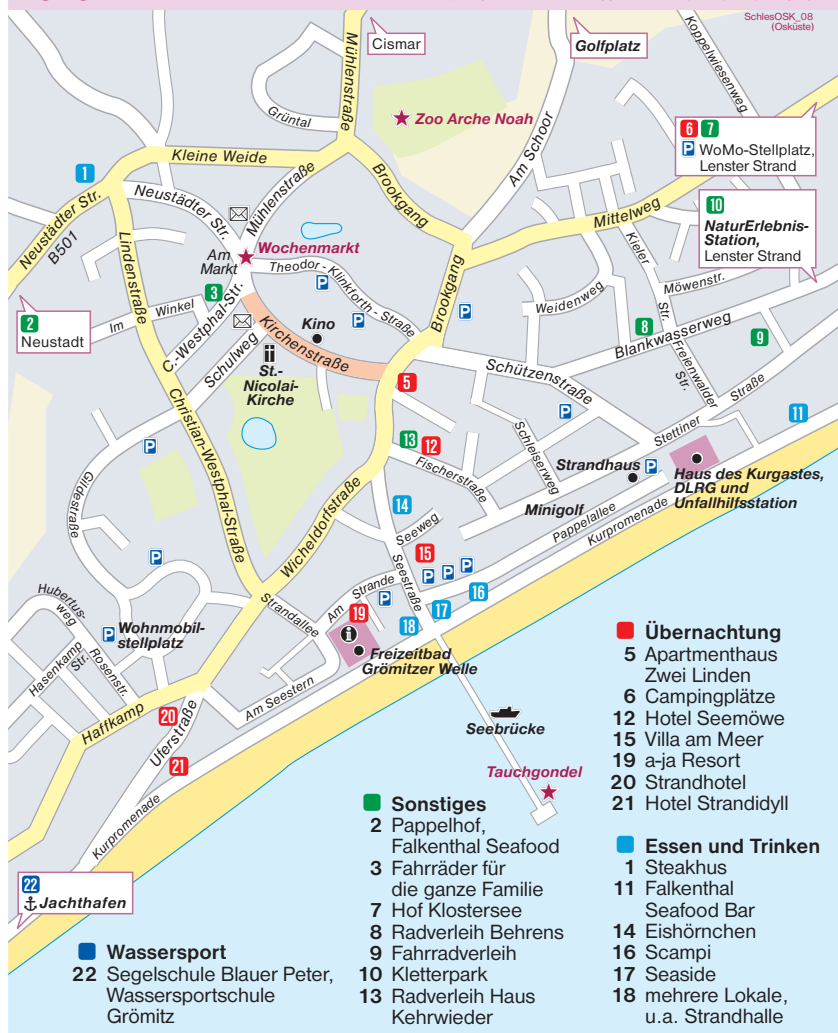 SchlesOSK_08
(Osküste)
Cismar
Golfplatz
Koppelwiesenweg
Mühlenstraße
Grüntal
Zoo Arche Noah
Am Schoor
6 7
P WoMo-Stellplatz,
Lenster Strand
1
Kleine Weide
Brookgang
Mittelweg
10
NaturErlebnis-
Station,
Lenster Strand
Neustädter Str.
B501
Neustädter Str.
Mühlenstraße
Lindenstraße
Am
Markt
Wochenmarkt
Theodor-Klinkforth-Straße
P
P
Brookgang
P
Kieler
Str.
Möwenstr.
Weidenweg
2
Neustadt
3
Im Winkel
C.-Westphal-Str.
Schulweg
Kirchenstraße
Kino
St.-
Nicolai-
Kirche
5
8
Blankwasserweg
9
Freienwalder
Str.
Schützenstraße
P
Stettiner Straße
11
Christian-Westphal-Straße
P
Gildestraße
13
12
Fischerstraße
Schleiserweg
Strandhaus
P
Haus des Kurgastes,
DLRG und
Unfallhilfsstation
Minigolf
Pappelallee
Kurpromenade
14
Wicheldorfstraße
Seeweg
15
P
P
P
P
Am Strande
Seestraße
16
17
18
P
Hubertus-
weg
Wohnmobil-
stellplatz
P
Hasenkamp
Str.
Rosenstr.
Strandallee
19
i
Freizeitbad
Grömitzer Welle
Am Seestern
Haffkamp
20
Uferstraße
21
Kurpromenade
Seebrücke
Tauchgondel
22
Jachthafen
Wassersport
22 Segelschule Blauer Peter,
Wassersportschule
Grömitz
Sonstiges
2 Pappelhof,
Falkenthal Seafood
3 Fahrräder für
die ganze Familie
7 Hof Klostersee
8 Radverleih Behrens
9 Fahrradverleih
10 Kletterpark
13 Radverleih Haus
Kehrwieder
Übernachtung
5 Apartmenthaus
Zwei Linden
6 Campingplätze
12 Hotel Seemöwe
15 Villa am Meer
19 a-ja Resort
20 Strandhotel
21 Hotel Strandidyll
Essen und Trinken
1 Steakhus
11 Falkenthal
Seafood Bar
14 Eishörnchen
16 Scampi
17 Seaside
18 mehrere Lokale,
u.a. Strandhalle